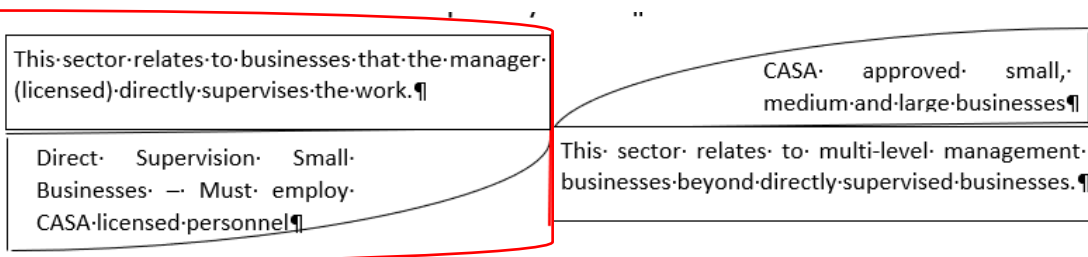 This sector relates to businesses that the manager
(licensed) directly supervises the work.¶
CASA approved small,
medium and large businesses¶
Direct Supervision Small
Businesses – Must employ
CASA licensed personnel¶
This sector relates to multi-level management
businesses beyond directly supervised businesses.¶